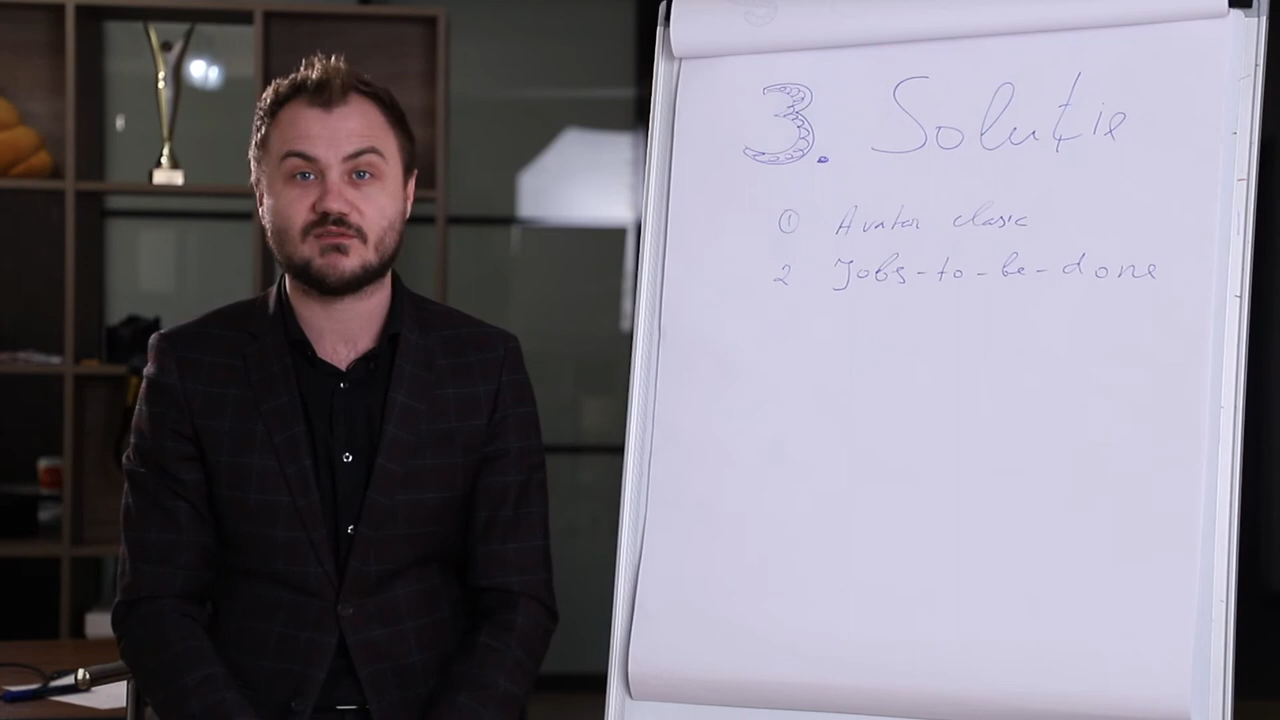 3. Soluție
① Avatar clasic
2 Jobs-to-be-done